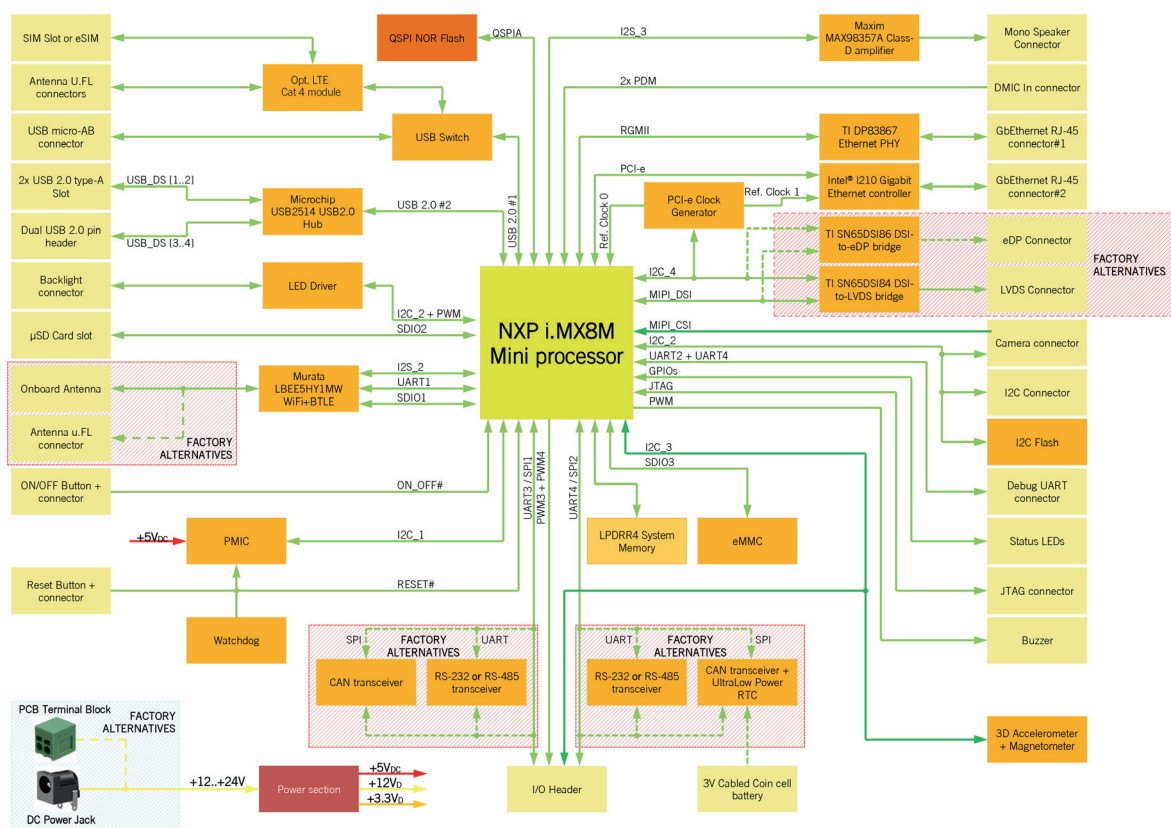 SIM Slot or eSIM
QSPI NOR Flash
QSPIA
I2S_3
Maxim
MAX98357A Class-
D amplifier
Mono Speaker
Connector
Antenna U.FL
connectors
Opt. LTE
Cat 4 module
2x PDM
DMIC In connector
USB micro-AB
connector
USB Switch
RGMII
TI DP83867
Ethernet PHY
GbEthernet RJ-45
connector#1
2x USB 2.0 type-A
Slot
USB_DS [1..2]
Microchip
USB2514 USB2.0
Hub
USB 2.0 #2
USB 2.0 #1
PCI-e
Ref. Clock 0
PCI-e Clock
Generator
Ref. Clock 1
Intel® I210 Gigabit
Ethernet controller
GbEthernet RJ-45
connector#2
Dual USB 2.0 pin
header
USB_DS [3..4]
TI SN65DSI86 DSI-
to-eDP bridge
eDP Connector
FACTORY
ALTERNATIVES
Backlight
connector
LED Driver
I2C_4
MIPI_DSI
TI SN65DSI84 DSI-
to-LVDS bridge
LVDS Connector
I2C_2 + PWM
SDIO2
µSD Card slot
NXP i.MX8M
Mini processor
MIPI_CSI
I2C_2
UART2 + UART4
GPIOs
JTAG
PWM
Camera connector
Onboard Antenna
Murata
LBEE5HY1MW
WiFi+BTLE
I2S_2
UART1
SDIO1
I2C Connector
Antenna u.FL
connector
FACTORY
ALTERNATIVES
I2C Flash
ON/OFF Button +
connector
ON_OFF#
UART3 / SPI1
PWM3 + PWM4
UART4 / SPI2
I2C_3
SDIO3
Debug UART
connector
+5VDC
PMIC
I2C_1
LPDRR4 System
Memory
eMMC
Status LEDs
Reset Button +
connector
RESET#
JTAG connector
Watchdog
Buzzer
SPI
FACTORY
ALTERNATIVES
UART
CAN transceiver
RS-232 or RS-485
transceiver
UART
FACTORY
ALTERNATIVES
SPI
RS-232 or RS-485
transceiver
CAN transceiver +
UltraLow Power
RTC
3D Accelerometer
+ Magnetometer
PCB Terminal Block
FACTORY
ALTERNATIVES
DC Power Jack
+12..+24V
Power section
+5VDC
+12VD
+3.3VD
I/O Header
3V Cabled Coin cell
battery